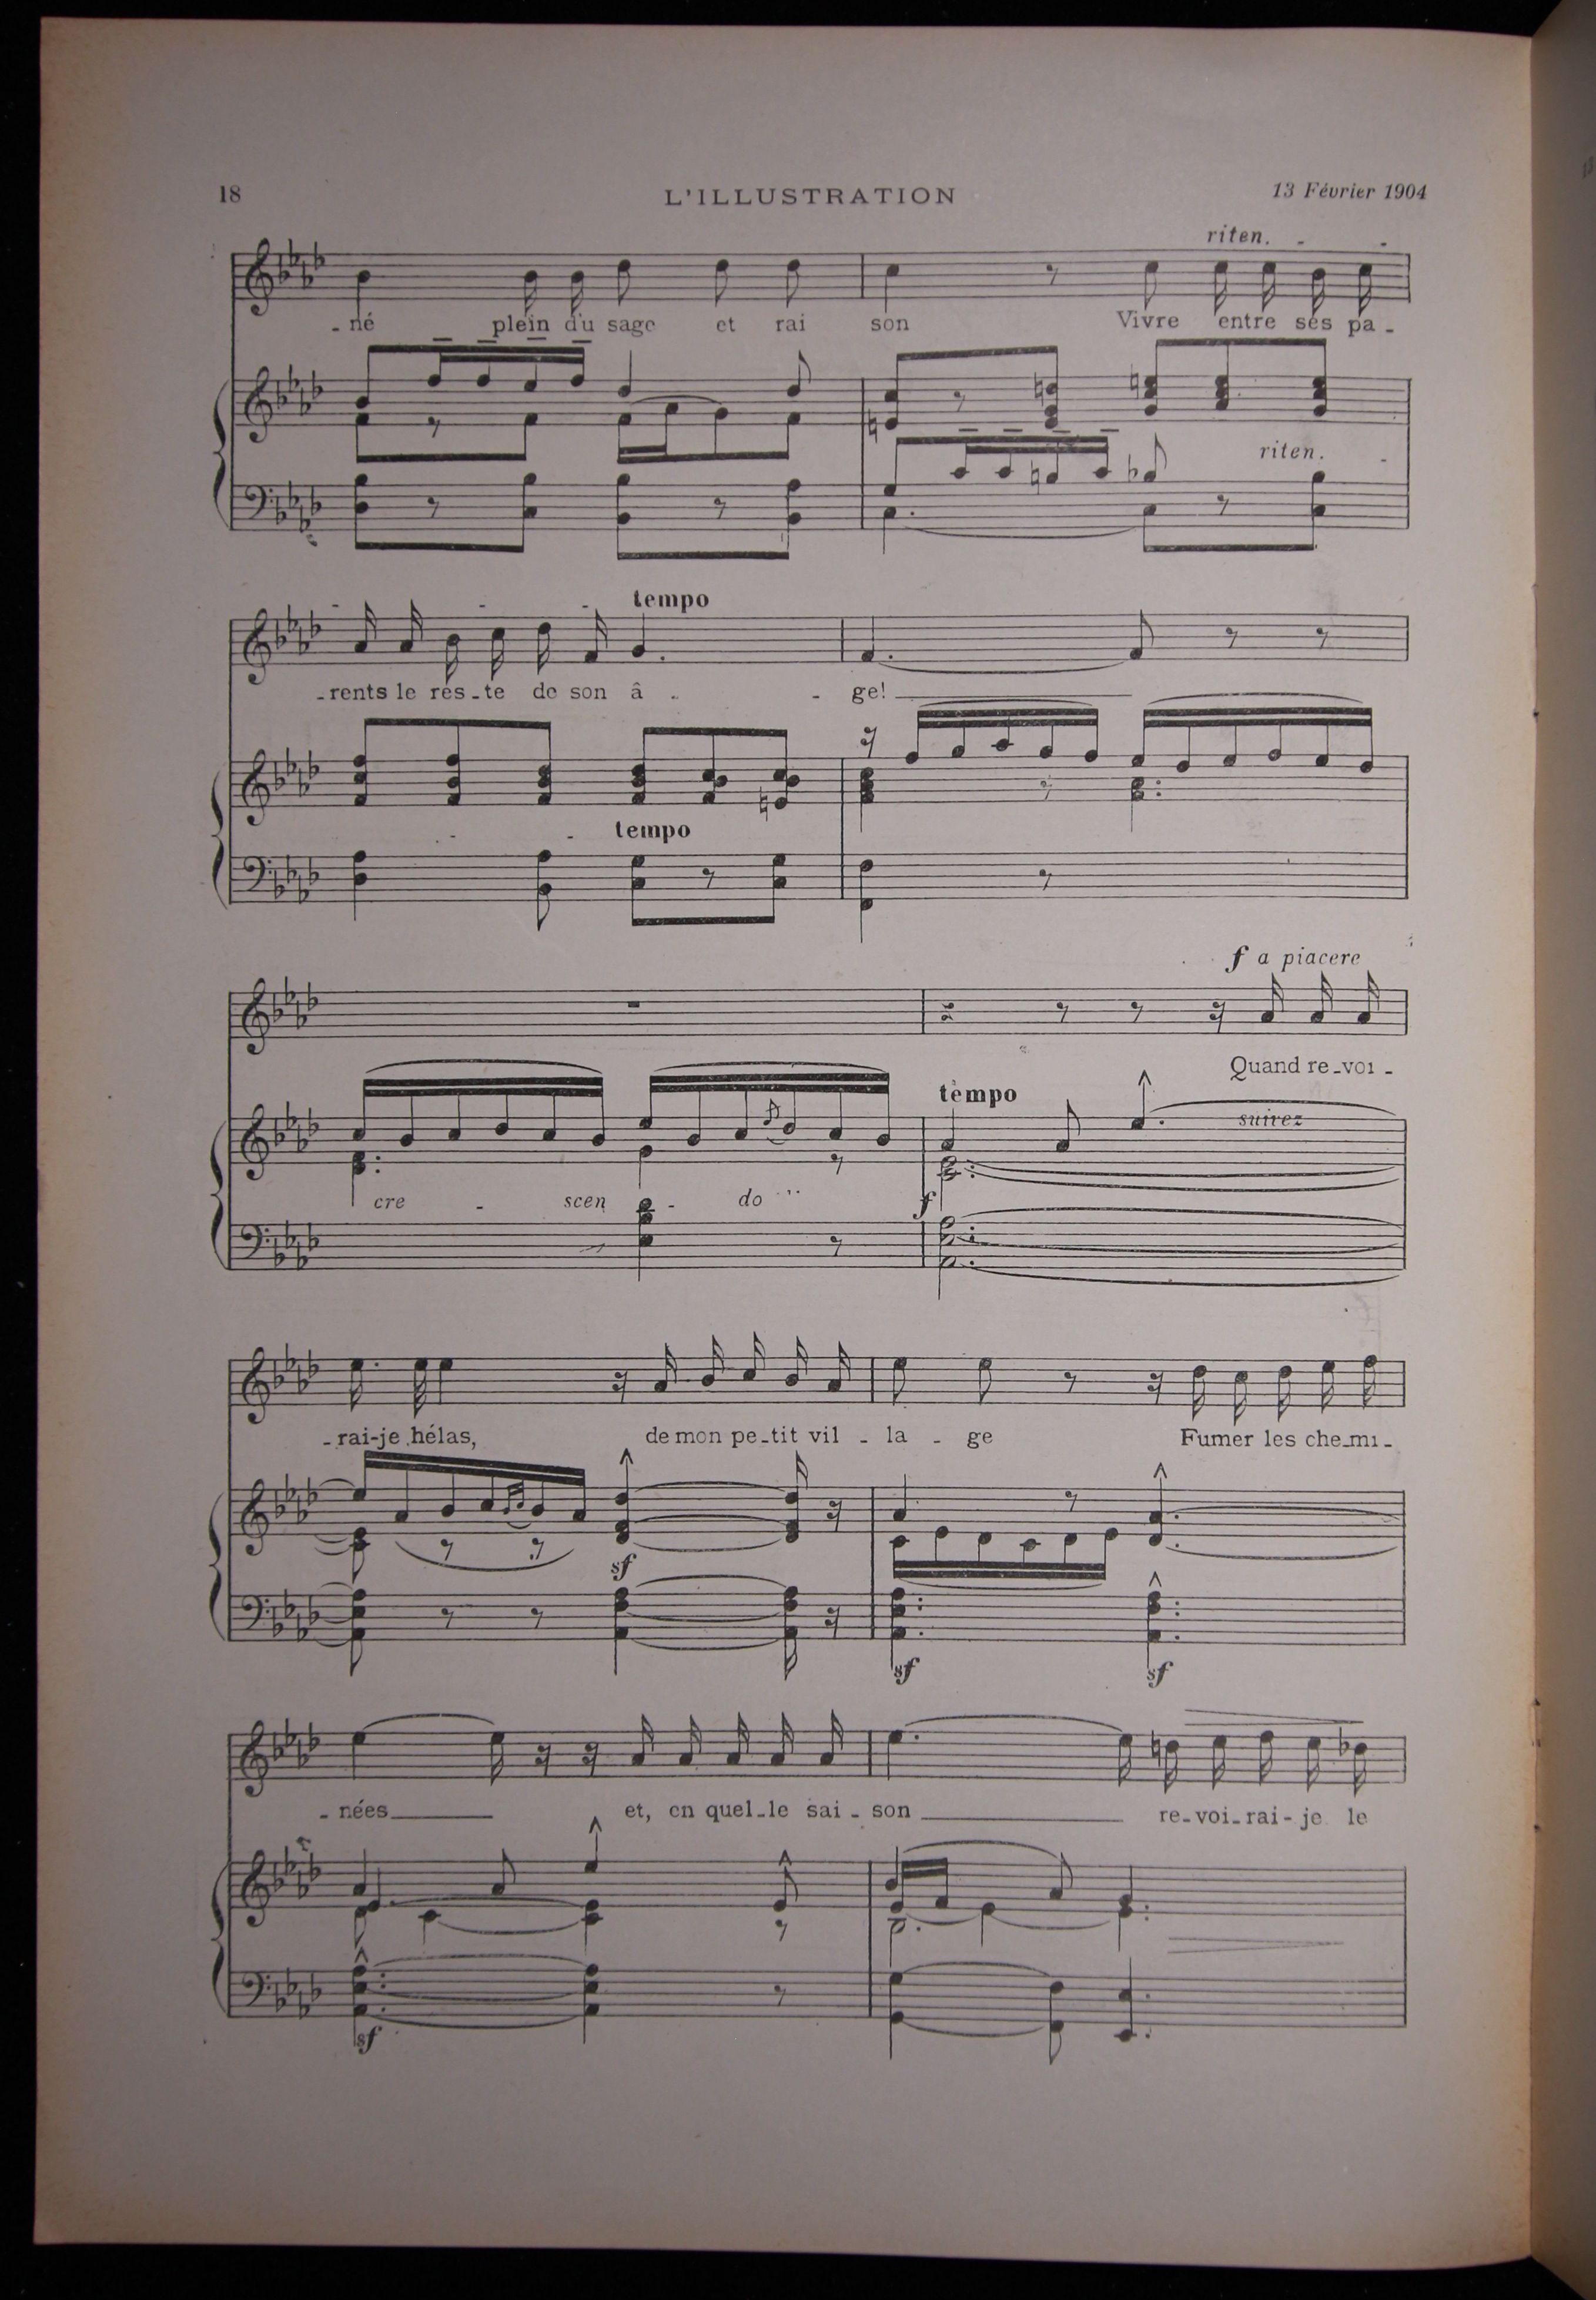 18 L'ILLUSTRATION 13 Février 1904
riten. - -
- né plein du sage et rai son Vivre entre ses pa -
riten. -
- - - tempo
- rents le res - te de son â - - ge!
- - tempo
f a piacere
Quand re - voi -
tempo
suivez
cre - scen - do
f
- rai-je hélas, de mon pe - tit vil - la - ge Fumer les che - mi -
sf
sf sf
- nées et, en quel - le sai - son re - voi - rai - je le
sf